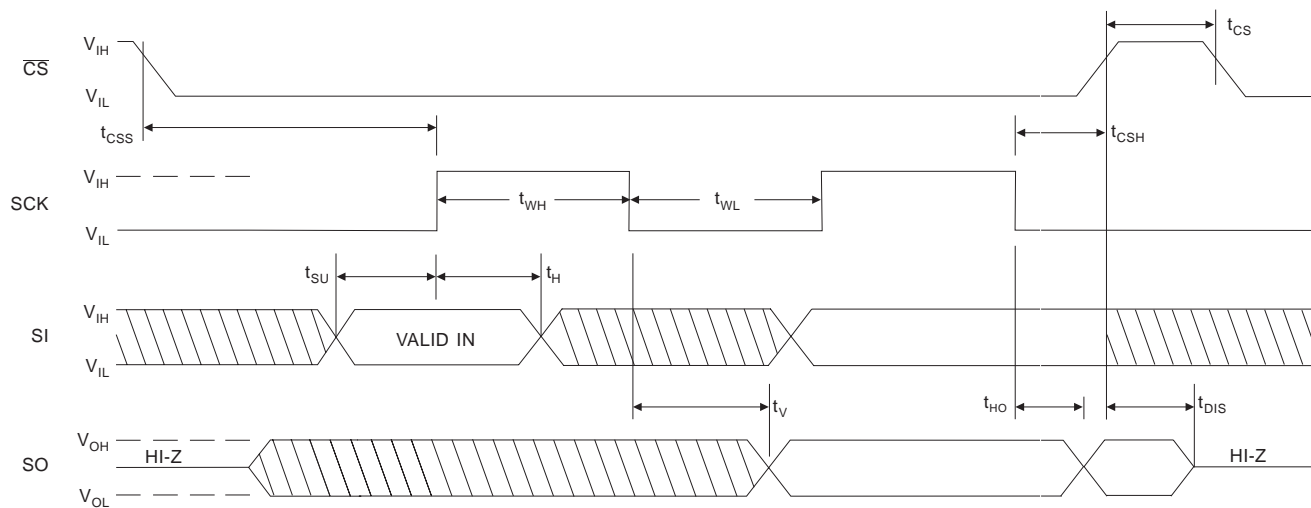 V_IH
t_CS
CS
V_IL
t_CSS
t_CSH
V_IH
SCK
t_WH
t_WL
V_IL
t_SU
t_H
V_IH
SI
VALID IN
V_IL
t_V
t_HO
t_DIS
V_OH
SO
HI-Z
HI-Z
V_OL